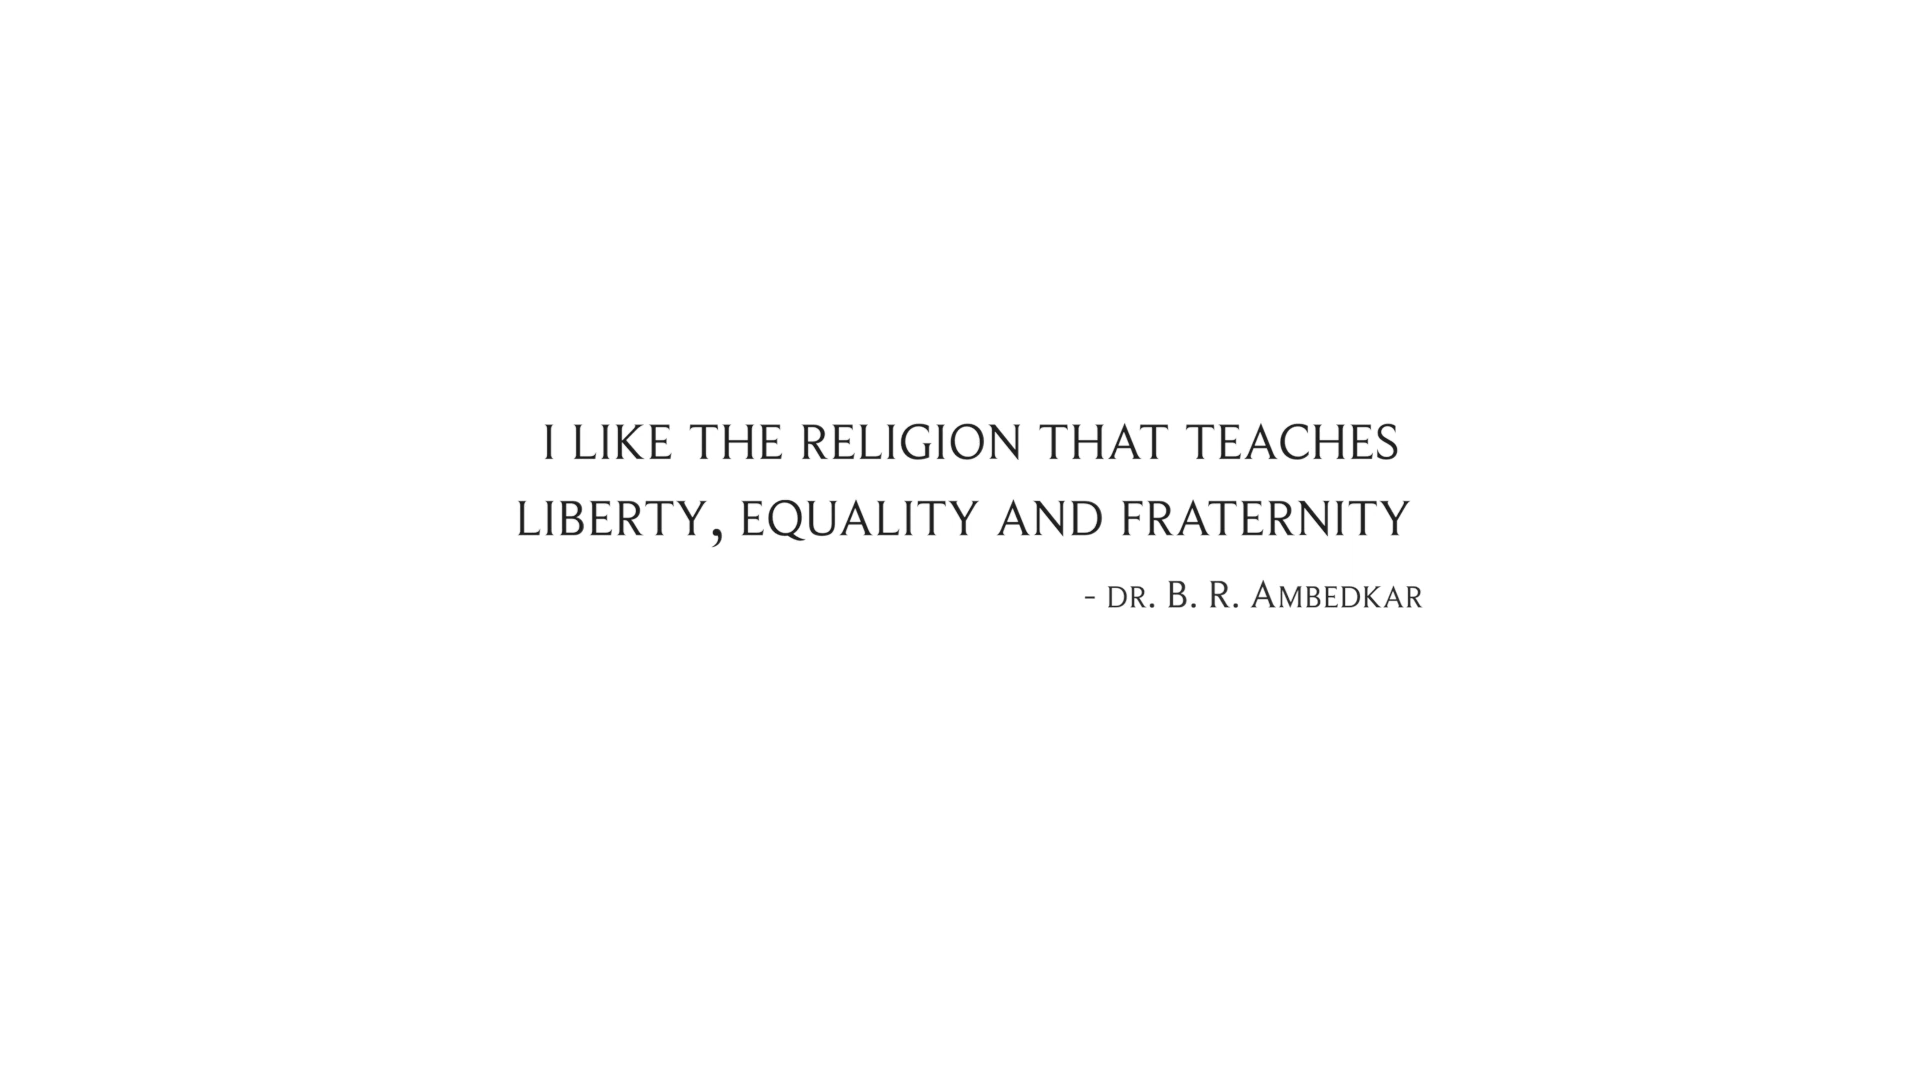 I LIKE THE RELIGION THAT TEACHES
LIBERTY, EQUALITY AND FRATERNITY
- DR. B. R. AMBEDKAR